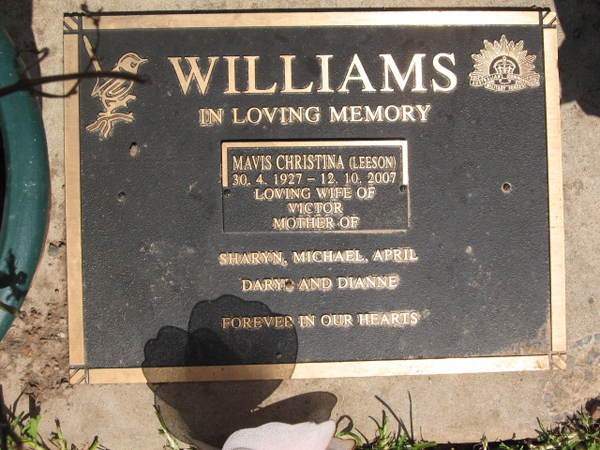 WILLIAMS
IN LOVING MEMORY
MAVIS CHRISTINA (LEESON)
30. 4. 1927 – 12. 10. 2007
LOVING WIFE OF
VICTOR
MOTHER OF
SHARYN, MICHAEL, APRIL
DARYL AND DIANNE
FOREVER IN OUR HEARTS